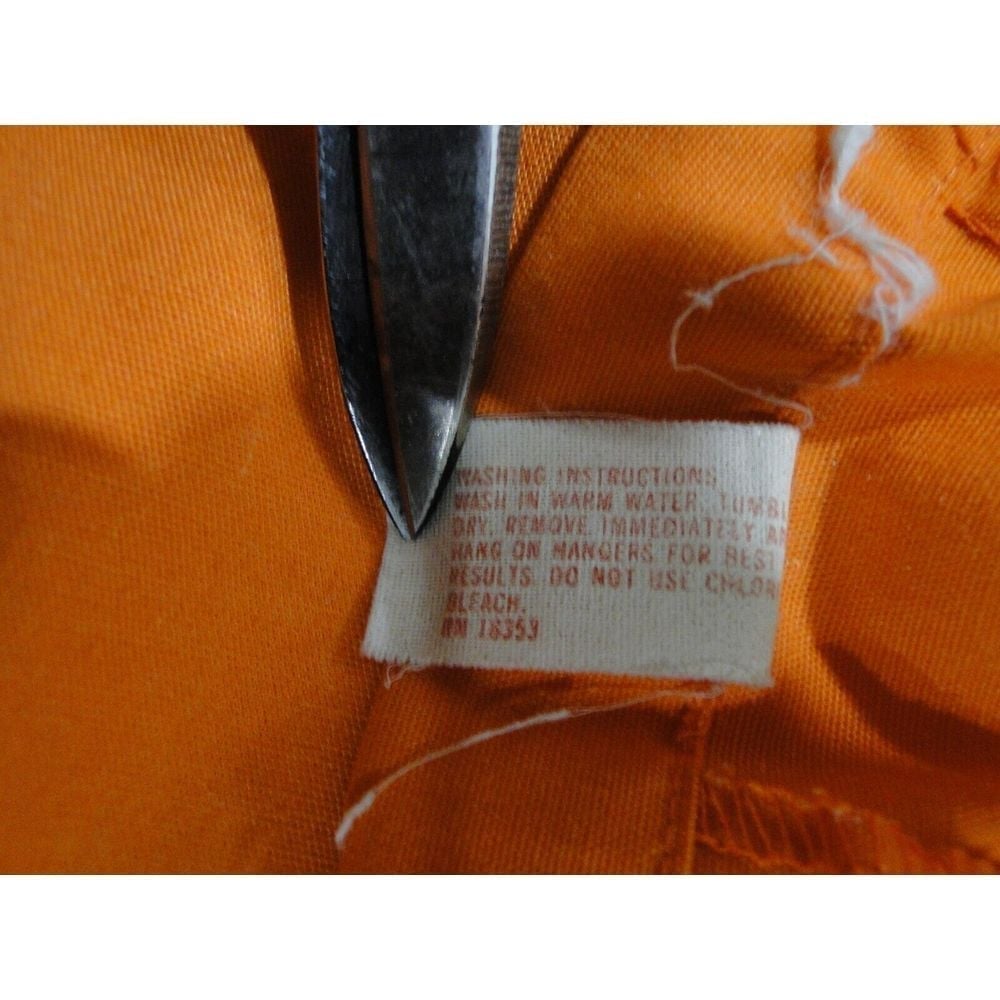 WASHING INSTRUCTIONS
WASH IN WARM WATER. TUMBL
DRY. REMOVE IMMEDIATELY AN
HANG ON HANGERS FOR BEST
RESULTS. DO NOT USE CHLOR
BLEACH.
RN 18353